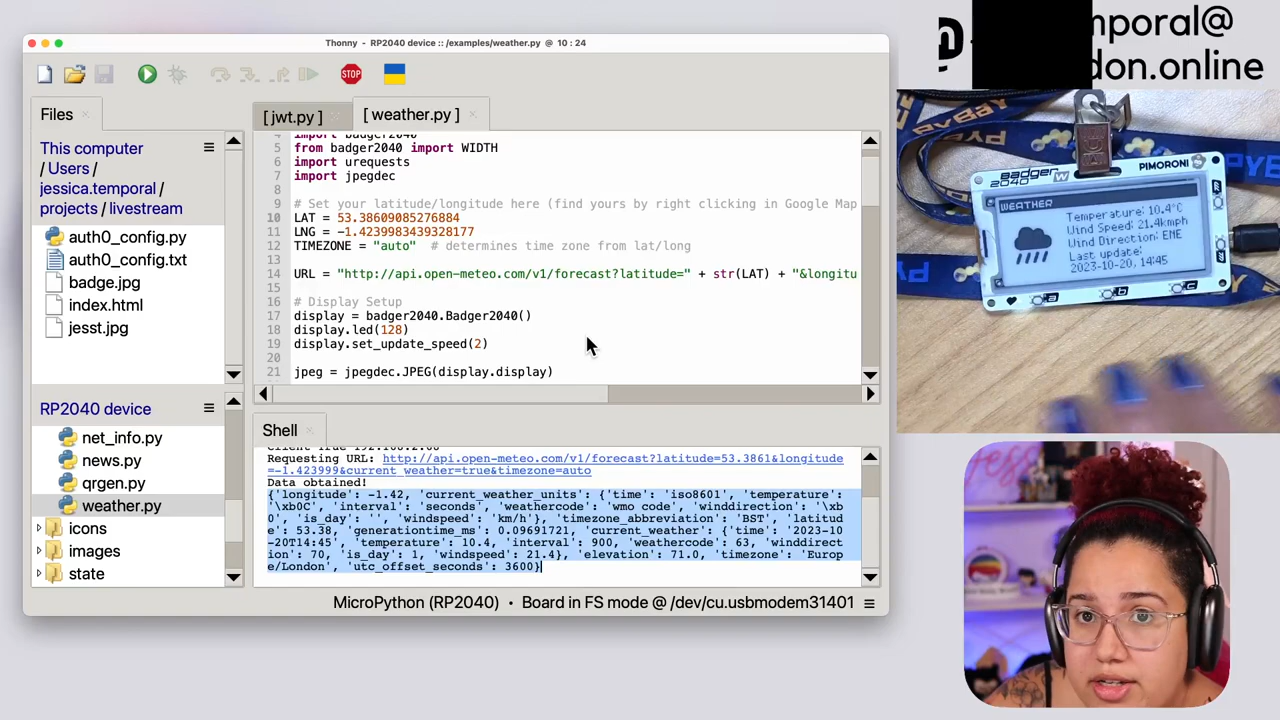 Thonny - RP2040 device :: /examples/weather.py @ 10 : 24
mporal@
don.online
STOP
Files
This computer
/ Users /
jessica.temporal /
projects / livestream
auth0_config.py
auth0_config.txt
badge.jpg
index.html
jesst.jpg
RP2040 device
net_info.py
news.py
qrgen.py
weather.py
icons
images
state
[ jwt.py ]
[ weather.py ]
4 import badger2040
5 from badger2040 import WIDTH
6 import urequests
7 import jpegdec
8
9 # Set your latitude/longitude here (find yours by right clicking in Google Map
10 LAT = 53.38609085276884
11 LNG = -1.4239983439328177
12 TIMEZONE = "auto" # determines time zone from lat/long
13
14 URL = "http://api.open-meteo.com/v1/forecast?latitude=" + str(LAT) + "&longitu
15
16 # Display Setup
17 display = badger2040.Badger2040()
18 display.led(128)
19 display.set_update_speed(2)
20
21 jpeg = jpegdec.JPEG(display.display)
Shell
Requesting URL: http://api.open-meteo.com/v1/forecast?latitude=53.3861&longitude
=-1.423999&current_weather=true&timezone=auto
Data obtained!
{'longitude': -1.42, 'current_weather_units': {'time': 'iso8601', 'temperature':
'\xb0C', 'interval': 'seconds', 'weathercode': 'wmo code', 'winddirection': '\xb
0', 'is_day': '', 'windspeed': 'km/h'}, 'timezone_abbreviation': 'BST', 'latitud
e': 53.38, 'generationtime_ms': 0.09691721, 'current_weather': {'time': '2023-10
-20T14:45', 'temperature': 10.4, 'interval': 900, 'weathercode': 63, 'winddirect
ion': 70, 'is_day': 1, 'windspeed': 21.4}, 'elevation': 71.0, 'timezone': 'Europ
e/London', 'utc_offset_seconds': 3600}
MicroPython (RP2040) • Board in FS mode @ /dev/cu.usbmodem31401
Badger
2040 W
PIMORONI
WEATHER
Temperature: 10.4°C
Wind Speed: 21.4kmph
Wind Direction: ENE
Last update:
2023-10-20, 14:45
a
b
c